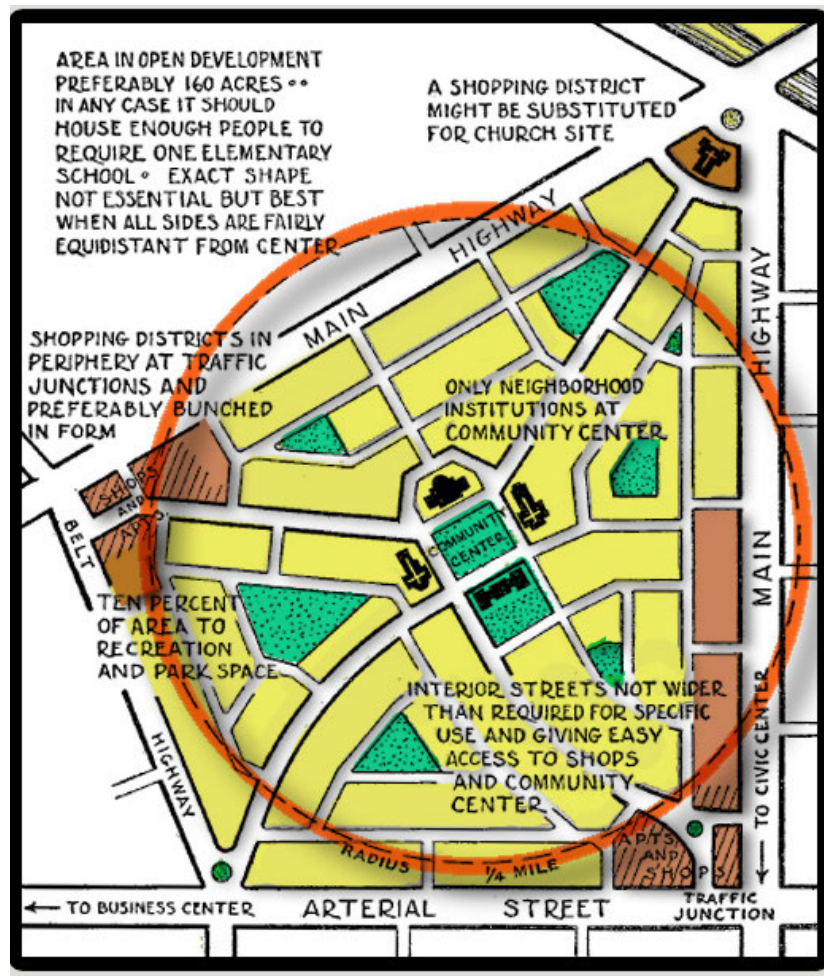 AREA IN OPEN DEVELOPMENT
PREFERABLY 160 ACRES ••
IN ANY CASE IT SHOULD
HOUSE ENOUGH PEOPLE TO
REQUIRE ONE ELEMENTARY
SCHOOL • EXACT SHAPE
NOT ESSENTIAL BUT BEST
WHEN ALL SIDES ARE FAIRLY
EQUIDISTANT FROM CENTER
A SHOPPING DISTRICT
MIGHT BE SUBSTITUTED
FOR CHURCH SITE
MAIN HIGHWAY
HIGHWAY
MAIN
SHOPPING DISTRICTS IN
PERIPHERY AT TRAFFIC
JUNCTIONS AND
PREFERABLY BUNCHED
IN FORM
ONLY NEIGHBORHOOD
INSTITUTIONS AT
COMMUNITY CENTER
SHOPS
AND
APTS.
BELT
HIGHWAY
COMMUNITY
CENTER
TEN PERCENT
OF AREA TO
RECREATION
AND PARK SPACE
INTERIOR STREETS NOT WIDER
THAN REQUIRED FOR SPECIFIC
USE AND GIVING EASY
ACCESS TO SHOPS
AND COMMUNITY
CENTER
TO CIVIC CENTER
RADIUS 1/4 MILE
APTS
AND
SHOPS
TRAFFIC
JUNCTION
← TO BUSINESS CENTER
ARTERIAL STREET